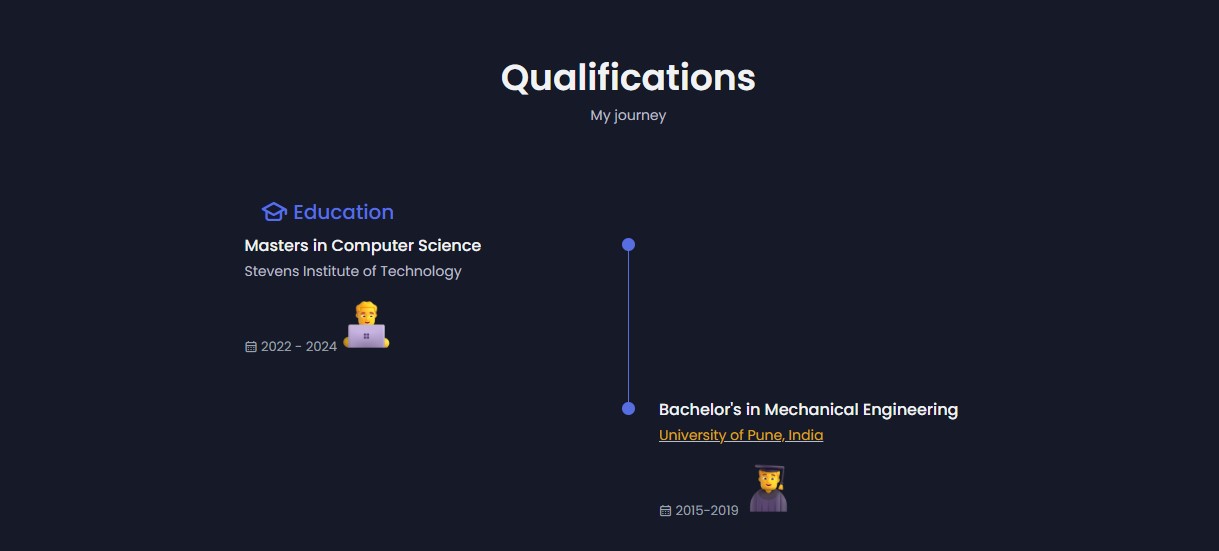 Qualifications
My journey
Education
Masters in Computer Science
Stevens Institute of Technology
2022 - 2024
Bachelor's in Mechanical Engineering
University of Pune, India
2015-2019